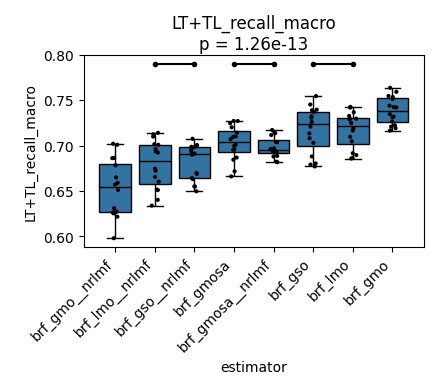 LT+TL_recall_macro
p = 1.26e-13
LT+TL_recall_macro
0.80
0.75
0.70
0.65
0.60
brf_gmo__nrlmf
brf_lmo__nrlmf
brf_gso__nrlmf
brf_gmosa
brf_gmosa__nrlmf
brf_gso
brf_lmo
brf_gmo
estimator